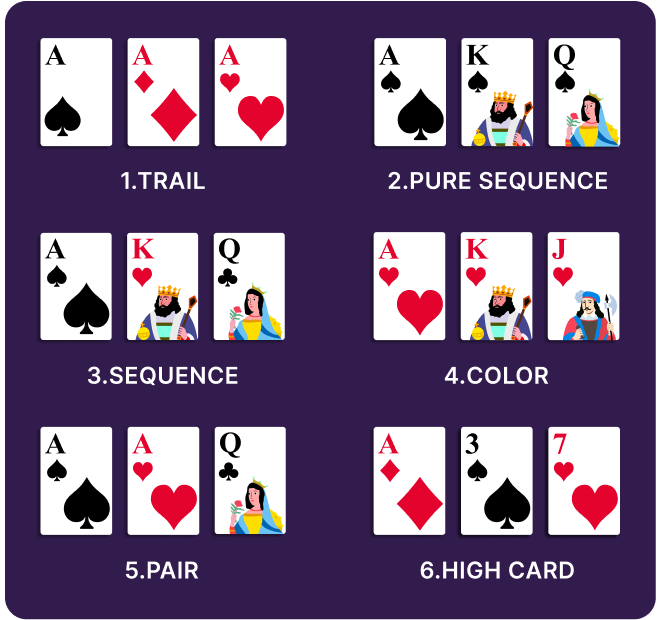 A A A
A K Q
1.TRAIL
2.PURE SEQUENCE
A K Q
A K J
3.SEQUENCE
4.COLOR
A A Q
A 3 7
5.PAIR
6.HIGH CARD